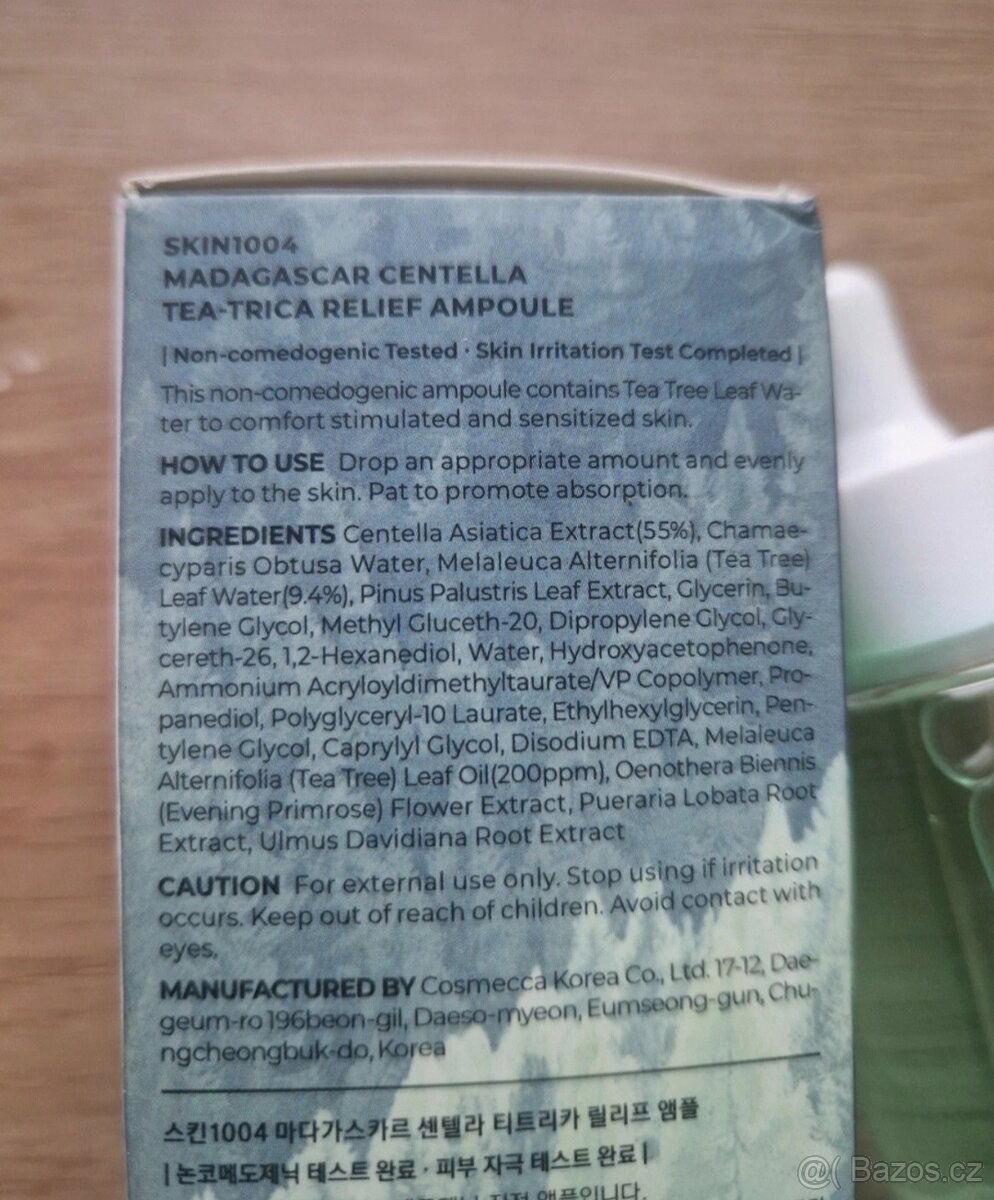 SKIN1004
MADAGASCAR CENTELLA
TEA-TRICA RELIEF AMPOULE
| Non-comedogenic Tested · Skin Irritation Test Completed |
This non-comedogenic ampoule contains Tea Tree Leaf Wa-
ter to comfort stimulated and sensitized skin.
HOW TO USE Drop an appropriate amount and evenly
apply to the skin. Pat to promote absorption.
INGREDIENTS Centella Asiatica Extract(55%), Chamae-
cyparis Obtusa Water, Melaleuca Alternifolia (Tea Tree)
Leaf Water(9.4%), Pinus Palustris Leaf Extract, Glycerin, Bu-
tylene Glycol, Methyl Gluceth-20, Dipropylene Glycol, Gly-
cereth-26, 1,2-Hexanediol, Water, Hydroxyacetophenone,
Ammonium Acryloyldimethyltaurate/VP Copolymer, Pro-
panediol, Polyglyceryl-10 Laurate, Ethylhexylglycerin, Pen-
tylene Glycol, Caprylyl Glycol, Disodium EDTA, Melaleuca
Alternifolia (Tea Tree) Leaf Oil(200ppm), Oenothera Biennis
(Evening Primrose) Flower Extract, Pueraria Lobata Root
Extract, Ulmus Davidiana Root Extract
CAUTION For external use only. Stop using if irritation
occurs. Keep out of reach of children. Avoid contact with
eyes.
MANUFACTURED BY Cosmecca Korea Co., Ltd. 17-12, Dae-
geum-ro 196beon-gil, Daeso-myeon, Eumseong-gun, Chu-
ngcheongbuk-do, Korea
스킨1004 마다가스카르 센텔라 티트리카 릴리프 앰플
| 논코메도제닉 테스트 완료 · 피부 자극 테스트 완료 |
앰플입니다.
Bazos.cz